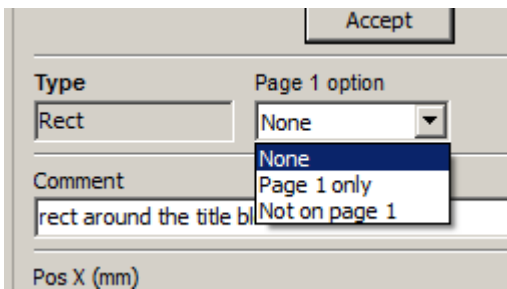 Accept
Type
Page 1 option
Rect
None
None
Page 1 only
Not on page 1
Comment
rect around the title bl
Pos X (mm)